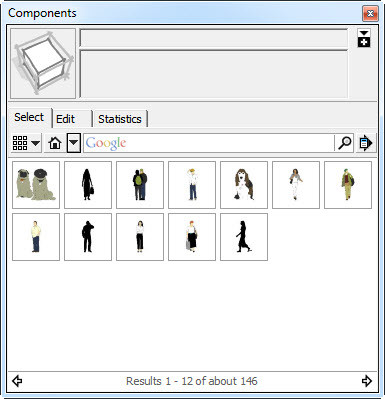 Components
Select Edit Statistics
Google
Results 1 - 12 of about 146